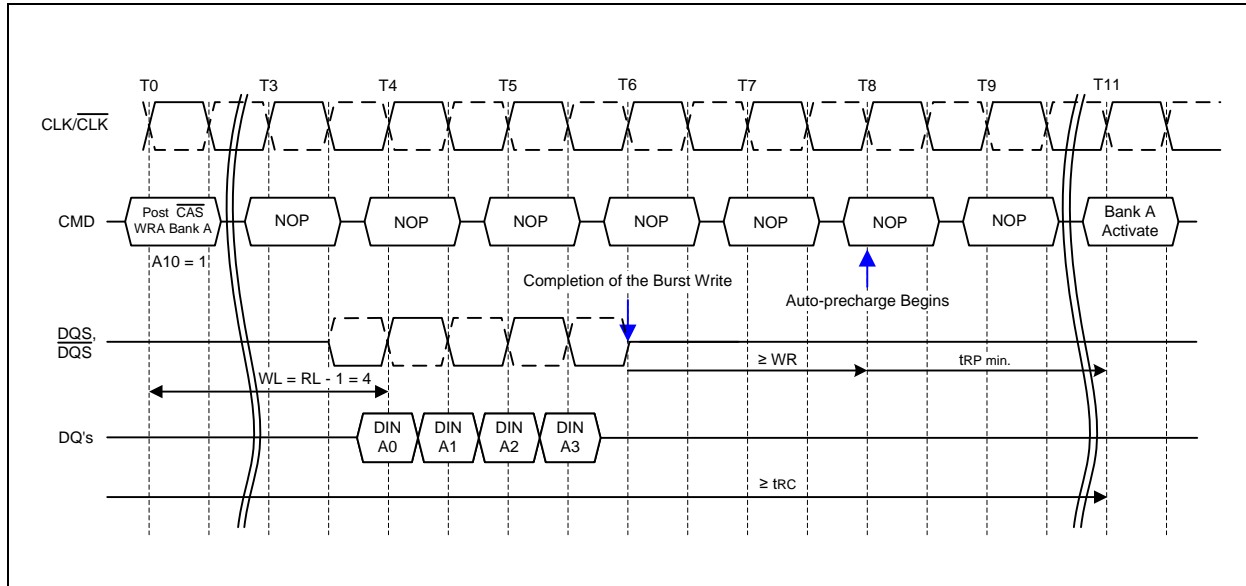 T0 T3 T4 T5 T6 T7 T8 T9 T11
CLK/CLK
CMD
Post CAS
WRA Bank A
NOP NOP NOP NOP NOP NOP NOP
Bank A
Activate
A10 = 1
Completion of the Burst Write
Auto-precharge Begins
DQS,
DQS
≥ WR
tRP min.
WL = RL - 1 = 4
DQ's
DIN
A0
DIN
A1
DIN
A2
DIN
A3
≥ tRC